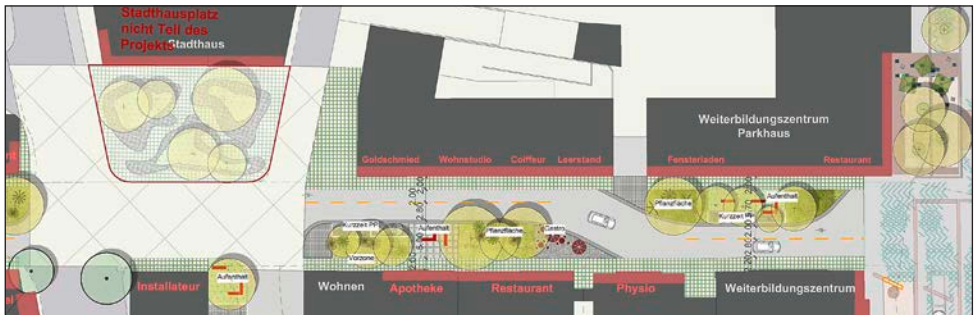 Stadthausplatz
nicht Teil des
Projekts
Stadthaus
Weiterbildungszentrum
Parkhaus
Goldschmied
Wohnstudio
Coiffeur
Leerstand
Fensterladen
Restaurant
Pflanzfläche
Aufenthalt
Kurzzeit PP
Kurzzeit PP
Aufenthalt
Pflanzfläche
Gastro
Vorzone
Aufenthalt
Installateur
Wohnen
Apotheke
Restaurant
Physio
Weiterbildungszentrum